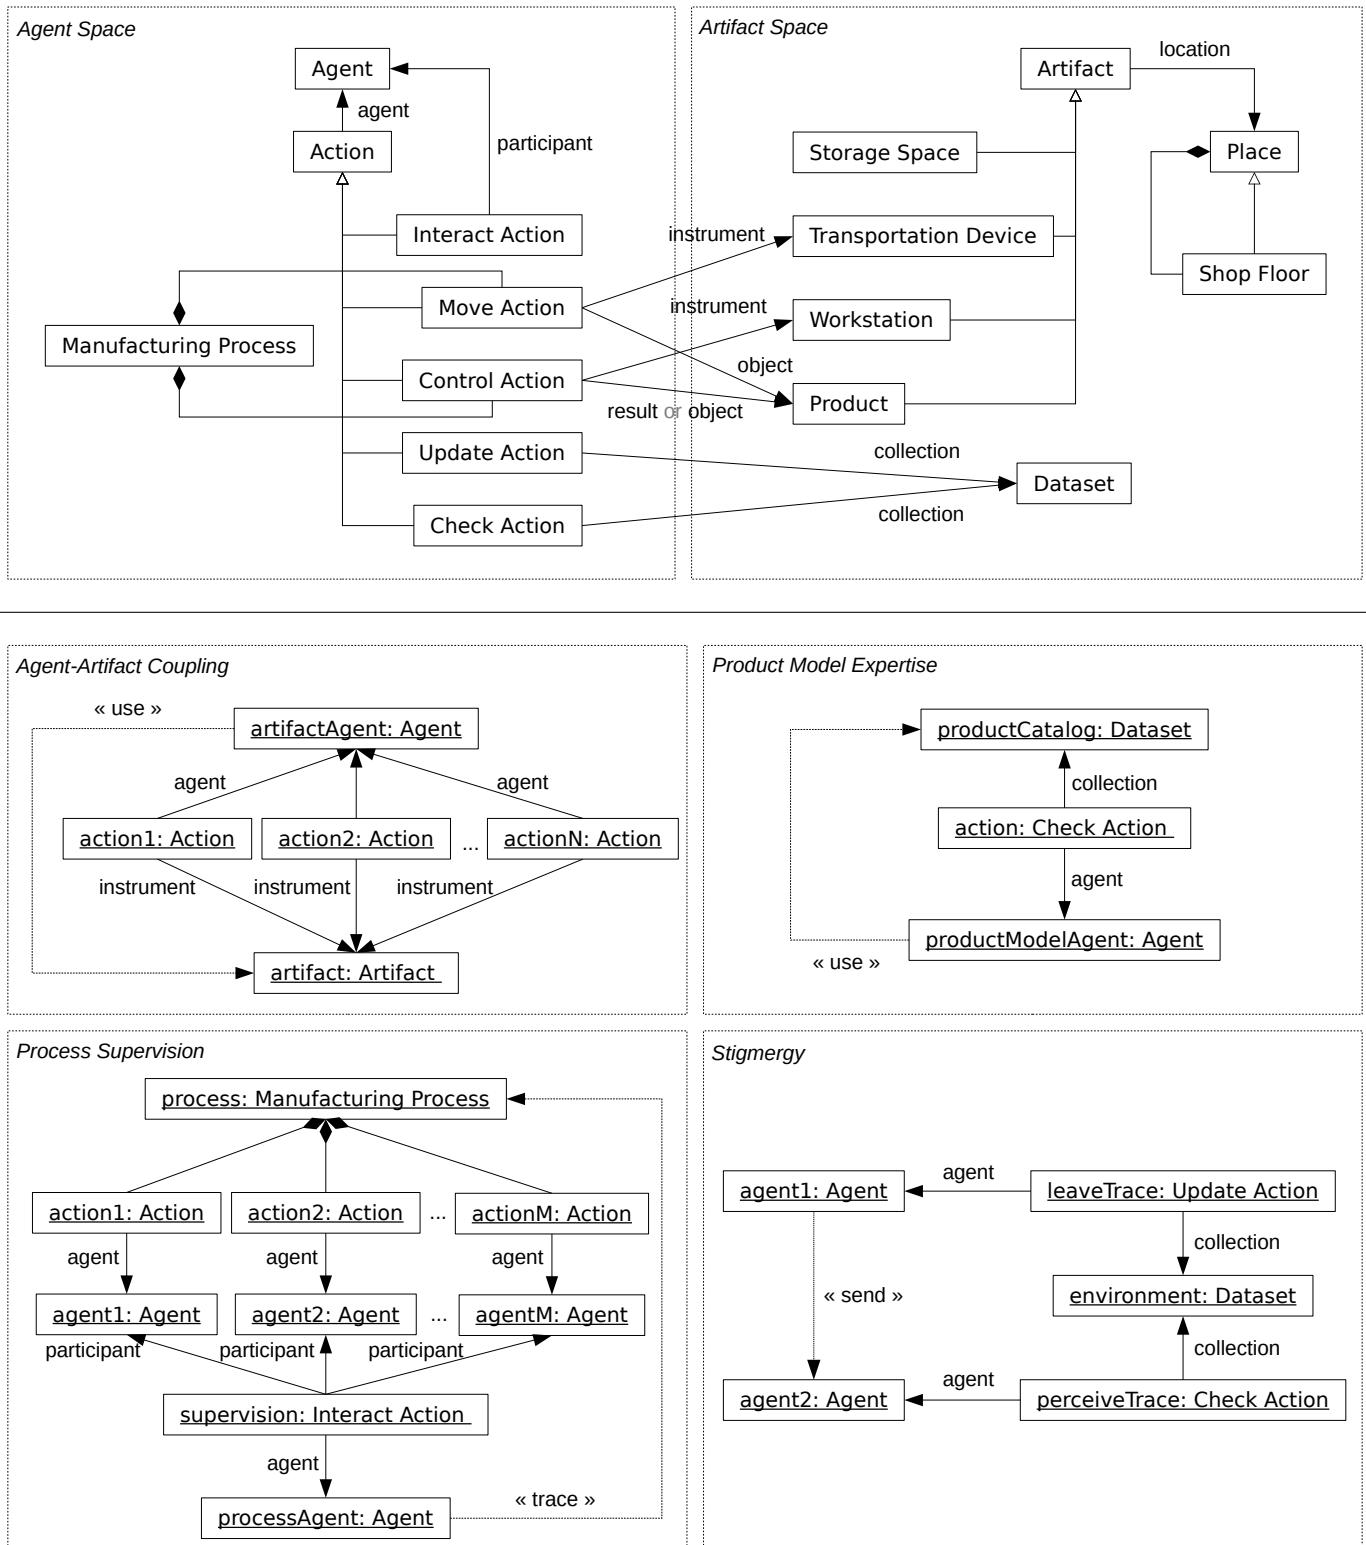 Agent Space
Agent
agent
Action
participant
Interact Action
Move Action
Manufacturing Process
Control Action
Update Action
Check Action
instrument
instrument
object
result or object
collection
collection
Artifact Space
Artifact
location
Storage Space
Place
Transportation Device
Shop Floor
Workstation
Product
Dataset
Agent-Artifact Coupling
« use »
artifactAgent: Agent
agent
agent
action1: Action
action2: Action
...
actionN: Action
instrument
instrument
instrument
artifact: Artifact
Product Model Expertise
productCatalog: Dataset
collection
action: Check Action
agent
productModelAgent: Agent
« use »
Process Supervision
process: Manufacturing Process
action1: Action
action2: Action
...
actionM: Action
agent
agent
agent
agent1: Agent
agent2: Agent
...
agentM: Agent
participant
participant
participant
supervision: Interact Action
agent
processAgent: Agent
« trace »
Stigmergy
agent1: Agent
agent
leaveTrace: Update Action
collection
« send »
environment: Dataset
collection
agent2: Agent
agent
perceiveTrace: Check Action